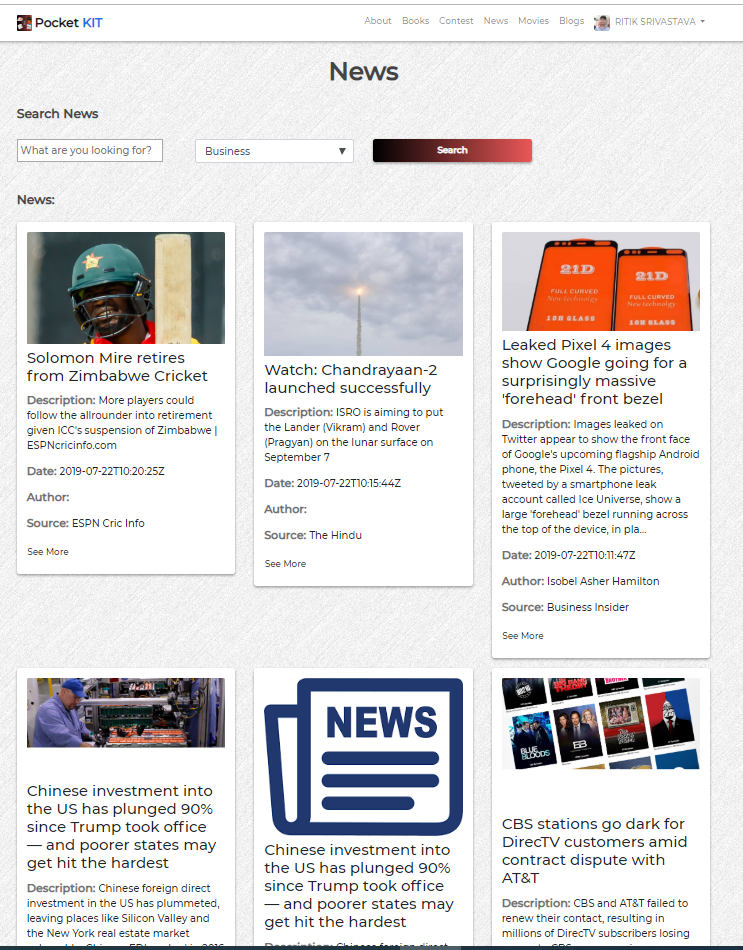 Pocket KIT
About Books Contest News Movies Blogs RITIK SRIVASTAVA
News
Search News
What are you looking for?
Business
Search
News:
Solomon Mire retires
from Zimbabwe Cricket
Description: More players could
follow the allrounder into retirement
given ICC's suspension of Zimbabwe |
ESPNcricinfo.com
Date: 2019-07-22T10:20:25Z
Author:
Source: ESPN Cric Info
See More
Watch: Chandrayaan-2
launched successfully
Description: ISRO is aiming to put
the Lander (Vikram) and Rover
(Pragyan) on the lunar surface on
September 7
Date: 2019-07-22T10:15:44Z
Author:
Source: The Hindu
See More
21D
FULL CURVED
New technolgy
10H GLASS
21D
FULL CURVED
New technolgy
10H GLASS
Leaked Pixel 4 images
show Google going for a
surprisingly massive
'forehead' front bezel
Description: Images leaked on
Twitter appear to show the front face
of Google's upcoming flagship Android
phone, the Pixel 4. The pictures,
tweeted by a smartphone leak
account called Ice Universe, show a
large 'forehead' bezel running across
the top of the device, in pla…
Date: 2019-07-22T10:11:47Z
Author: Isobel Asher Hamilton
Source: Business Insider
See More
Chinese investment into
the US has plunged 90%
since Trump took office
— and poorer states may
get hit the hardest
Description: Chinese foreign direct
investment in the US has plummeted,
leaving places like Silicon Valley and
the New York real estate market
NEWS
Chinese investment into
the US has plunged 90%
since Trump took office
— and poorer states may
get hit the hardest
Description: Chinese foreign direct
THEORY
BROTHER
BLUE
BLOODS
CBS stations go dark for
DirecTV customers amid
contract dispute with
AT&T
Description: CBS and AT&T failed to
renew their contact, resulting in
millions of DirecTV subscribers losing